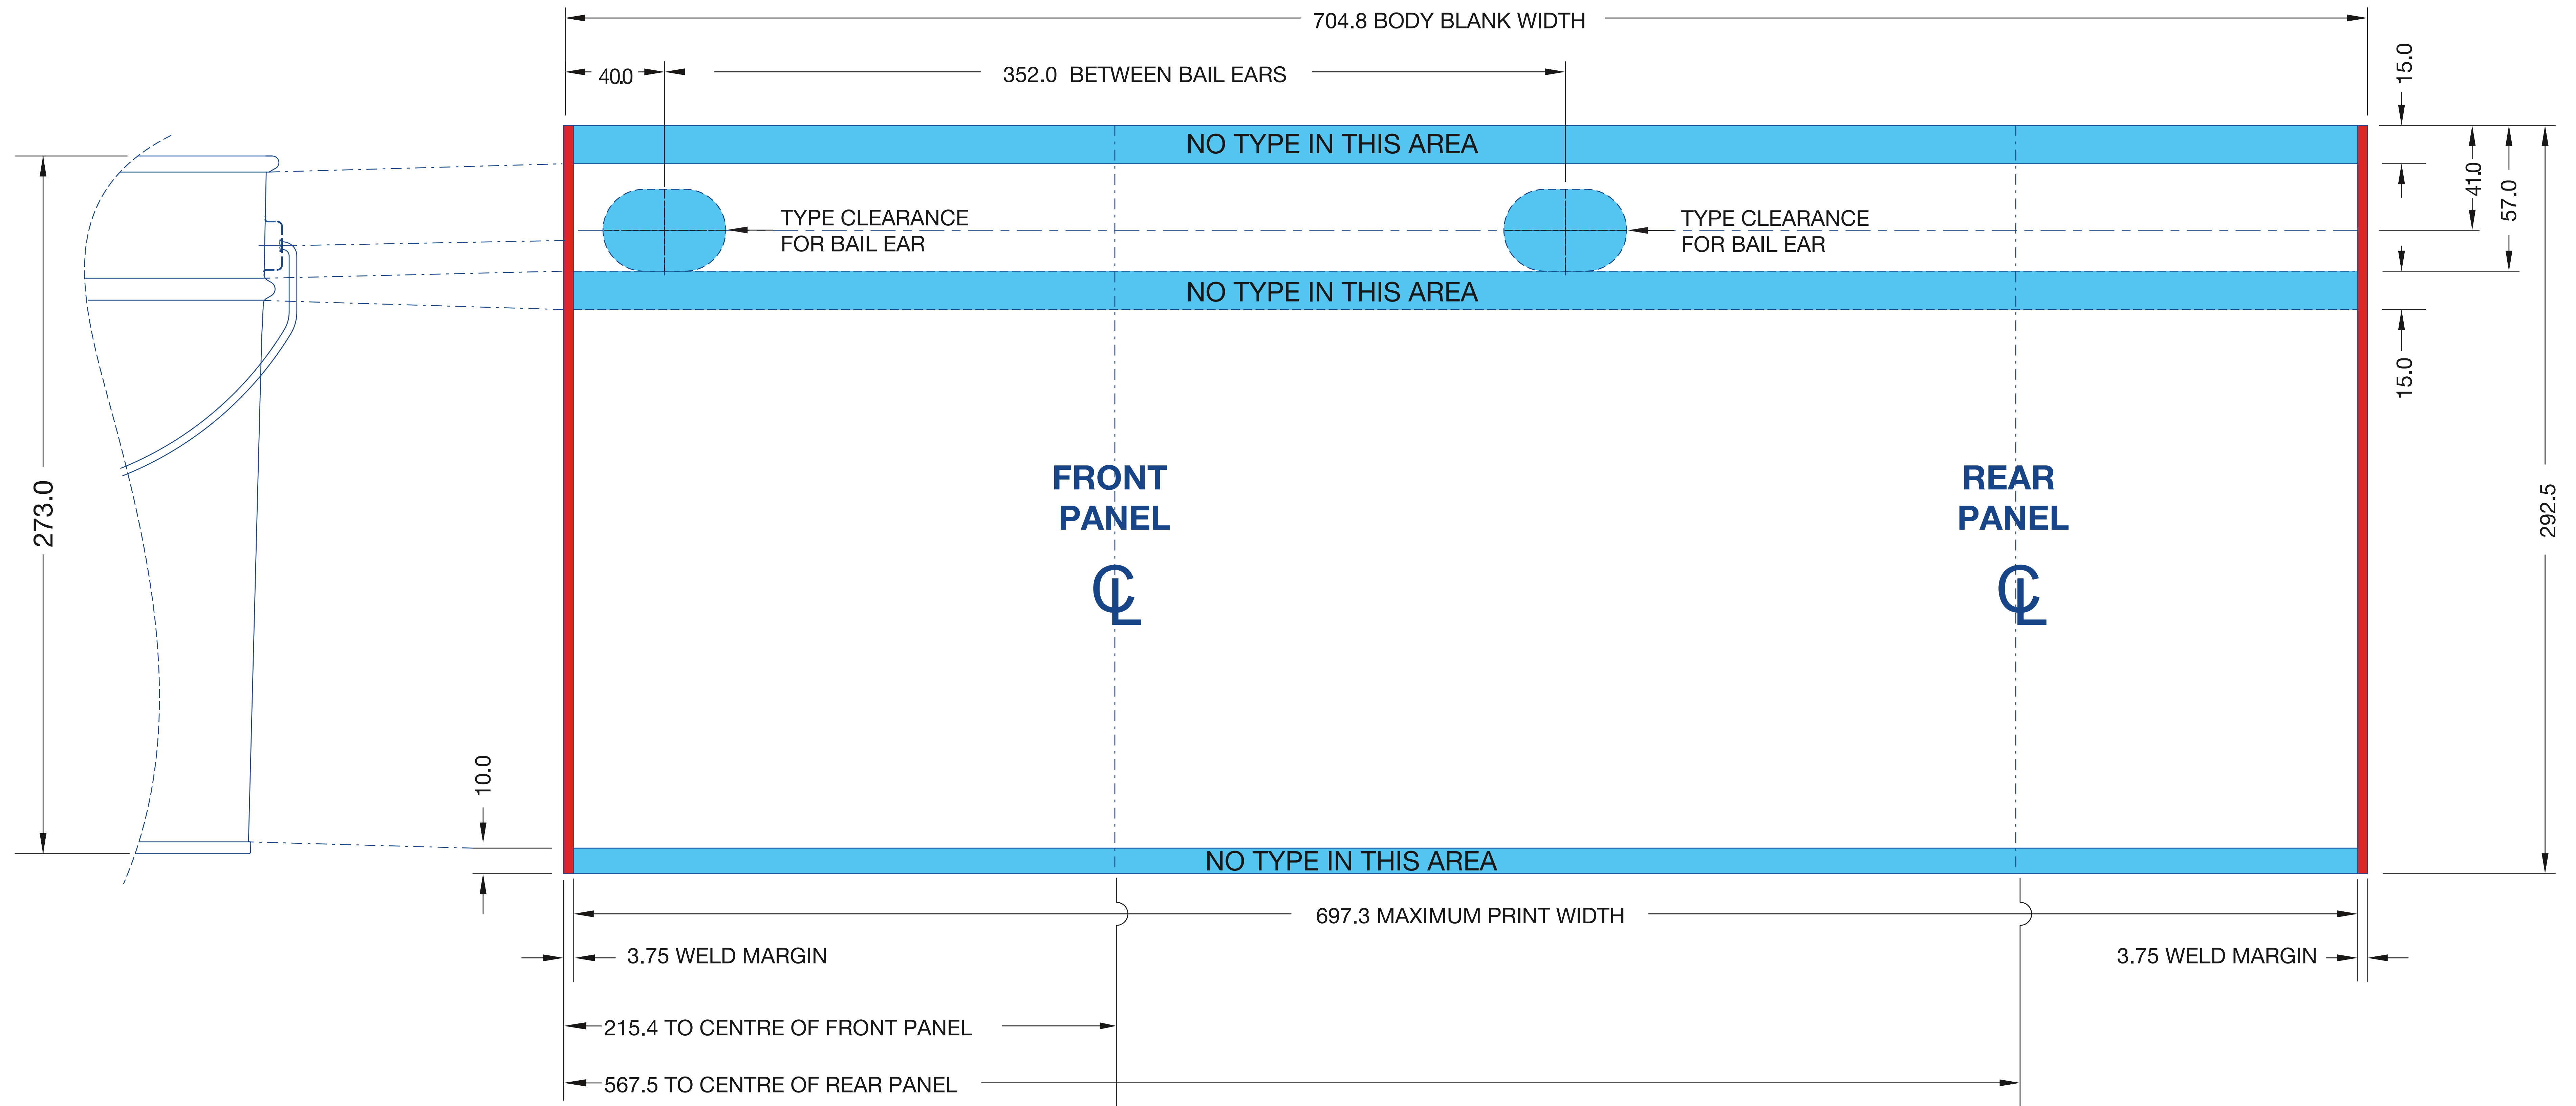 704.8 BODY BLANK WIDTH
40.0
352.0 BETWEEN BAIL EARS
15.0
NO TYPE IN THIS AREA
41.0
57.0
TYPE CLEARANCE
FOR BAIL EAR
TYPE CLEARANCE
FOR BAIL EAR
NO TYPE IN THIS AREA
15.0
273.0
FRONT
PANEL
CL
REAR
PANEL
CL
292.5
10.0
NO TYPE IN THIS AREA
697.3 MAXIMUM PRINT WIDTH
3.75 WELD MARGIN
3.75 WELD MARGIN
215.4 TO CENTRE OF FRONT PANEL
567.5 TO CENTRE OF REAR PANEL